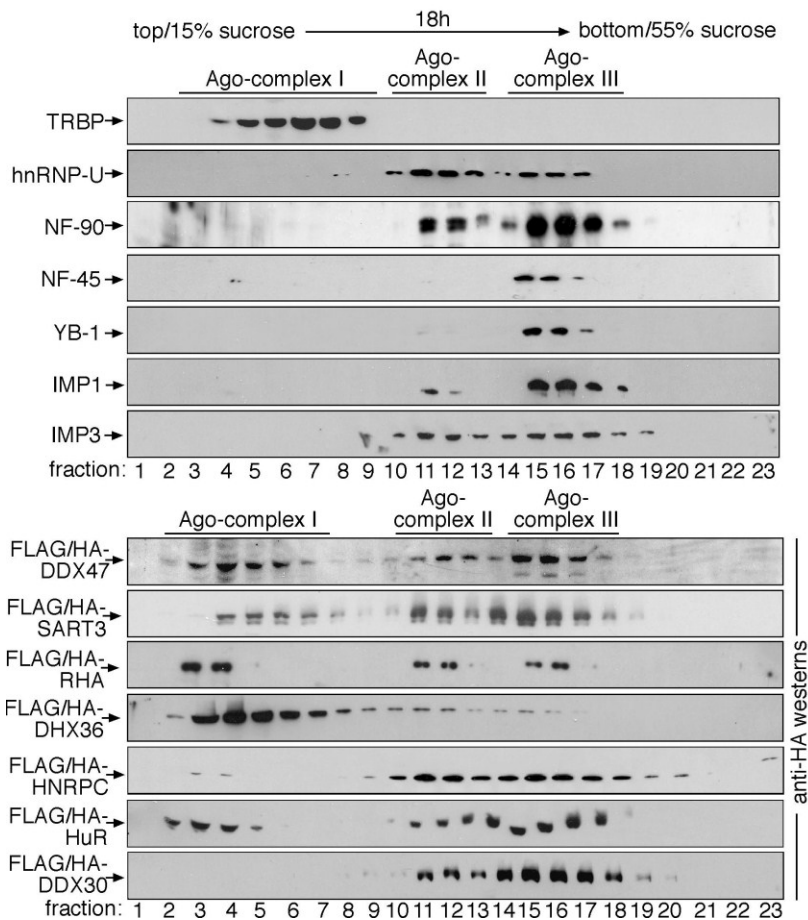 18h
top/15% sucrose
bottom/55% sucrose
Ago-complex I
Ago-
complex II
Ago-
complex III
TRBP
hnRNP-U
NF-90
NF-45
YB-1
IMP1
IMP3
fraction: 1 2 3 4 5 6 7 8 9 10 11 12 13 14 15 16 17 18 19 20 21 22 23
Ago-complex I
Ago-
complex II
Ago-
complex III
FLAG/HA-
DDX47
FLAG/HA-
SART3
FLAG/HA-
RHA
FLAG/HA-
DHX36
FLAG/HA-
HNRPC
FLAG/HA-
HuR
FLAG/HA-
DDX30
anti-HA westerns
fraction: 1 2 3 4 5 6 7 8 9 10 11 12 13 14 15 16 17 18 19 20 21 22 23